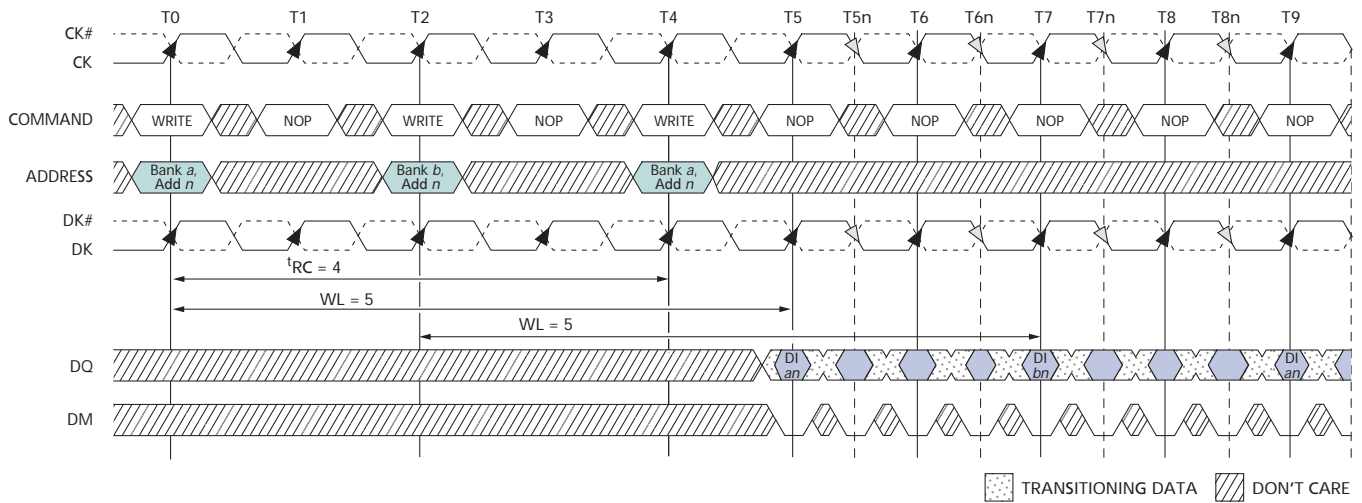 T0 T1 T2 T3 T4 T5 T5n T6 T6n T7 T7n T8 T8n T9
CK#
CK
COMMAND WRITE NOP WRITE NOP WRITE NOP NOP NOP NOP NOP
ADDRESS Bank a, Add n Bank b, Add n Bank a, Add n
DK#
DK
tRC = 4
WL = 5
WL = 5
DQ DI an DI bn DI an
DM
TRANSITIONING DATA DON'T CARE